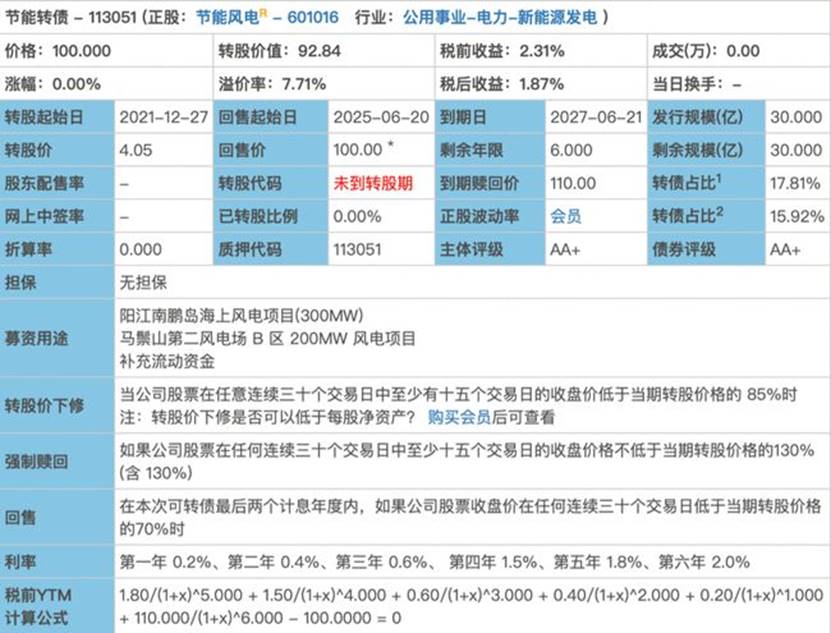 节能转债 – 113051 (正股：节能风电R – 601016 行业：公用事业–电力–新能源发电 )
价格：100.000 转股价值：92.84 税前收益：2.31% 成交(万)：0.00
涨幅：0.00% 溢价率：7.71% 税后收益：1.87% 当日换手：–
转股起始日 2021-12-27 回售起始日 2025-06-20 到期日 2027-06-21 发行规模(亿) 30.000
转股价 4.05 回售价 100.00 * 剩余年限 6.000 剩余规模(亿) 30.000
股东配售率 – 转股代码 未到转股期 到期赎回价 110.00 转债占比1 17.81%
网上中签率 – 已转股比例 0.00% 正股波动率 会员 转债占比2 15.92%
折算率 0.000 质押代码 113051 主体评级 AA+ 债券评级 AA+
担保 无担保
募资用途 阳江南鹏岛海上风电项目(300MW)
马鬃山第二风电场 B 区 200MW 风电项目
补充流动资金
转股价下修 当公司股票在任意连续三十个交易日中至少有十五个交易日的收盘价低于当期转股价格的 85%时
注：转股价下修是否可以低于每股净资产？ 购买会员后可查看
强制赎回 如果公司股票在任何连续三十个交易日中至少十五个交易日的收盘价格不低于当期转股价格的130%
(含 130%)
回售 在本次可转债最后两个计息年度内，如果公司股票收盘价在任何连续三十个交易日低于当期转股价格
的70%时
利率 第一年 0.2%、第二年 0.4%、第三年 0.6%、 第四年 1.5%、第五年 1.8%、第六年 2.0%
税前YTM
计算公式 1.80/(1+x)^5.000 + 1.50/(1+x)^4.000 + 0.60/(1+x)^3.000 + 0.40/(1+x)^2.000 + 0.20/(1+x)^1.000
+ 110.000/(1+x)^6.000 – 100.0000 = 0